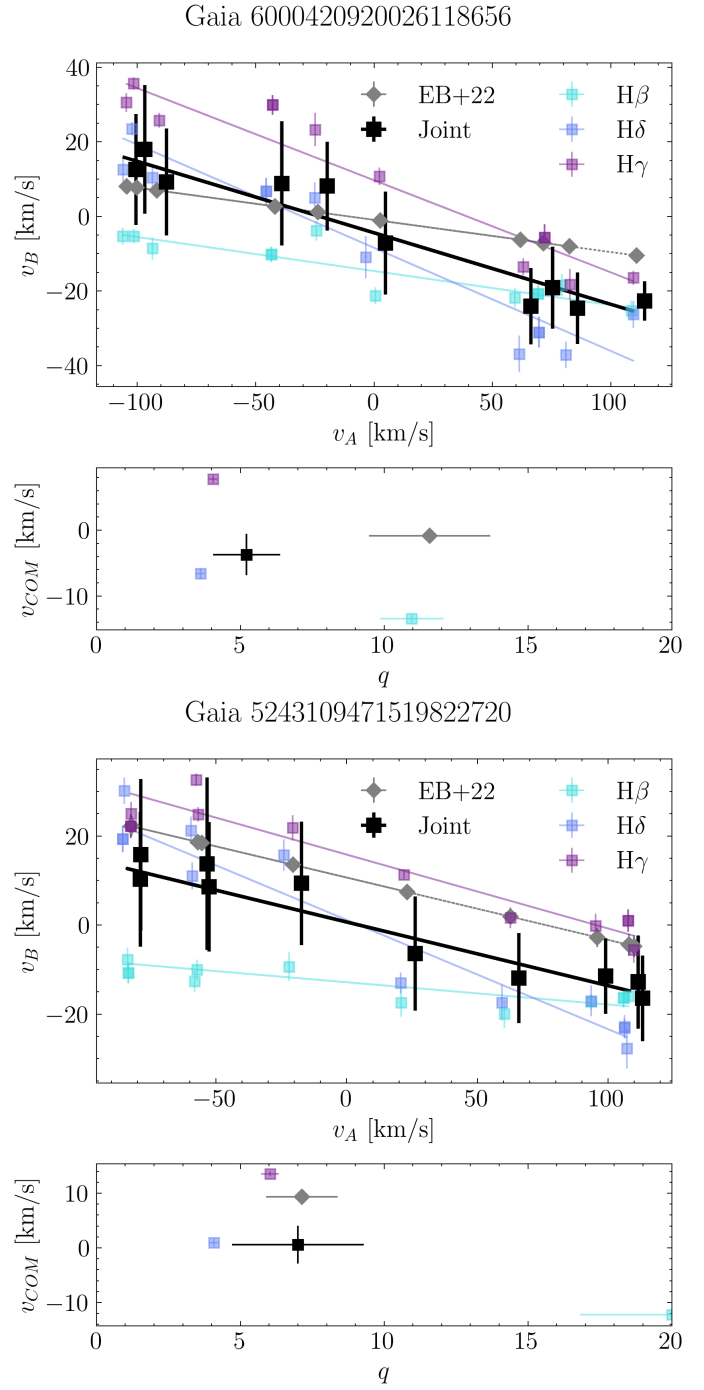 Gaia 6000420920026118656
EB+22
Joint
Hβ
Hδ
Hγ
40
20
0
−20
−40
v_B [km/s]
−100 −50 0 50 100
v_A [km/s]
0
−10
v_COM [km/s]
0 5 10 15 20
q
Gaia 5243109471519822720
EB+22
Joint
Hβ
Hδ
Hγ
20
0
−20
v_B [km/s]
−50 0 50 100
v_A [km/s]
10
0
−10
v_COM [km/s]
0 5 10 15 20
q